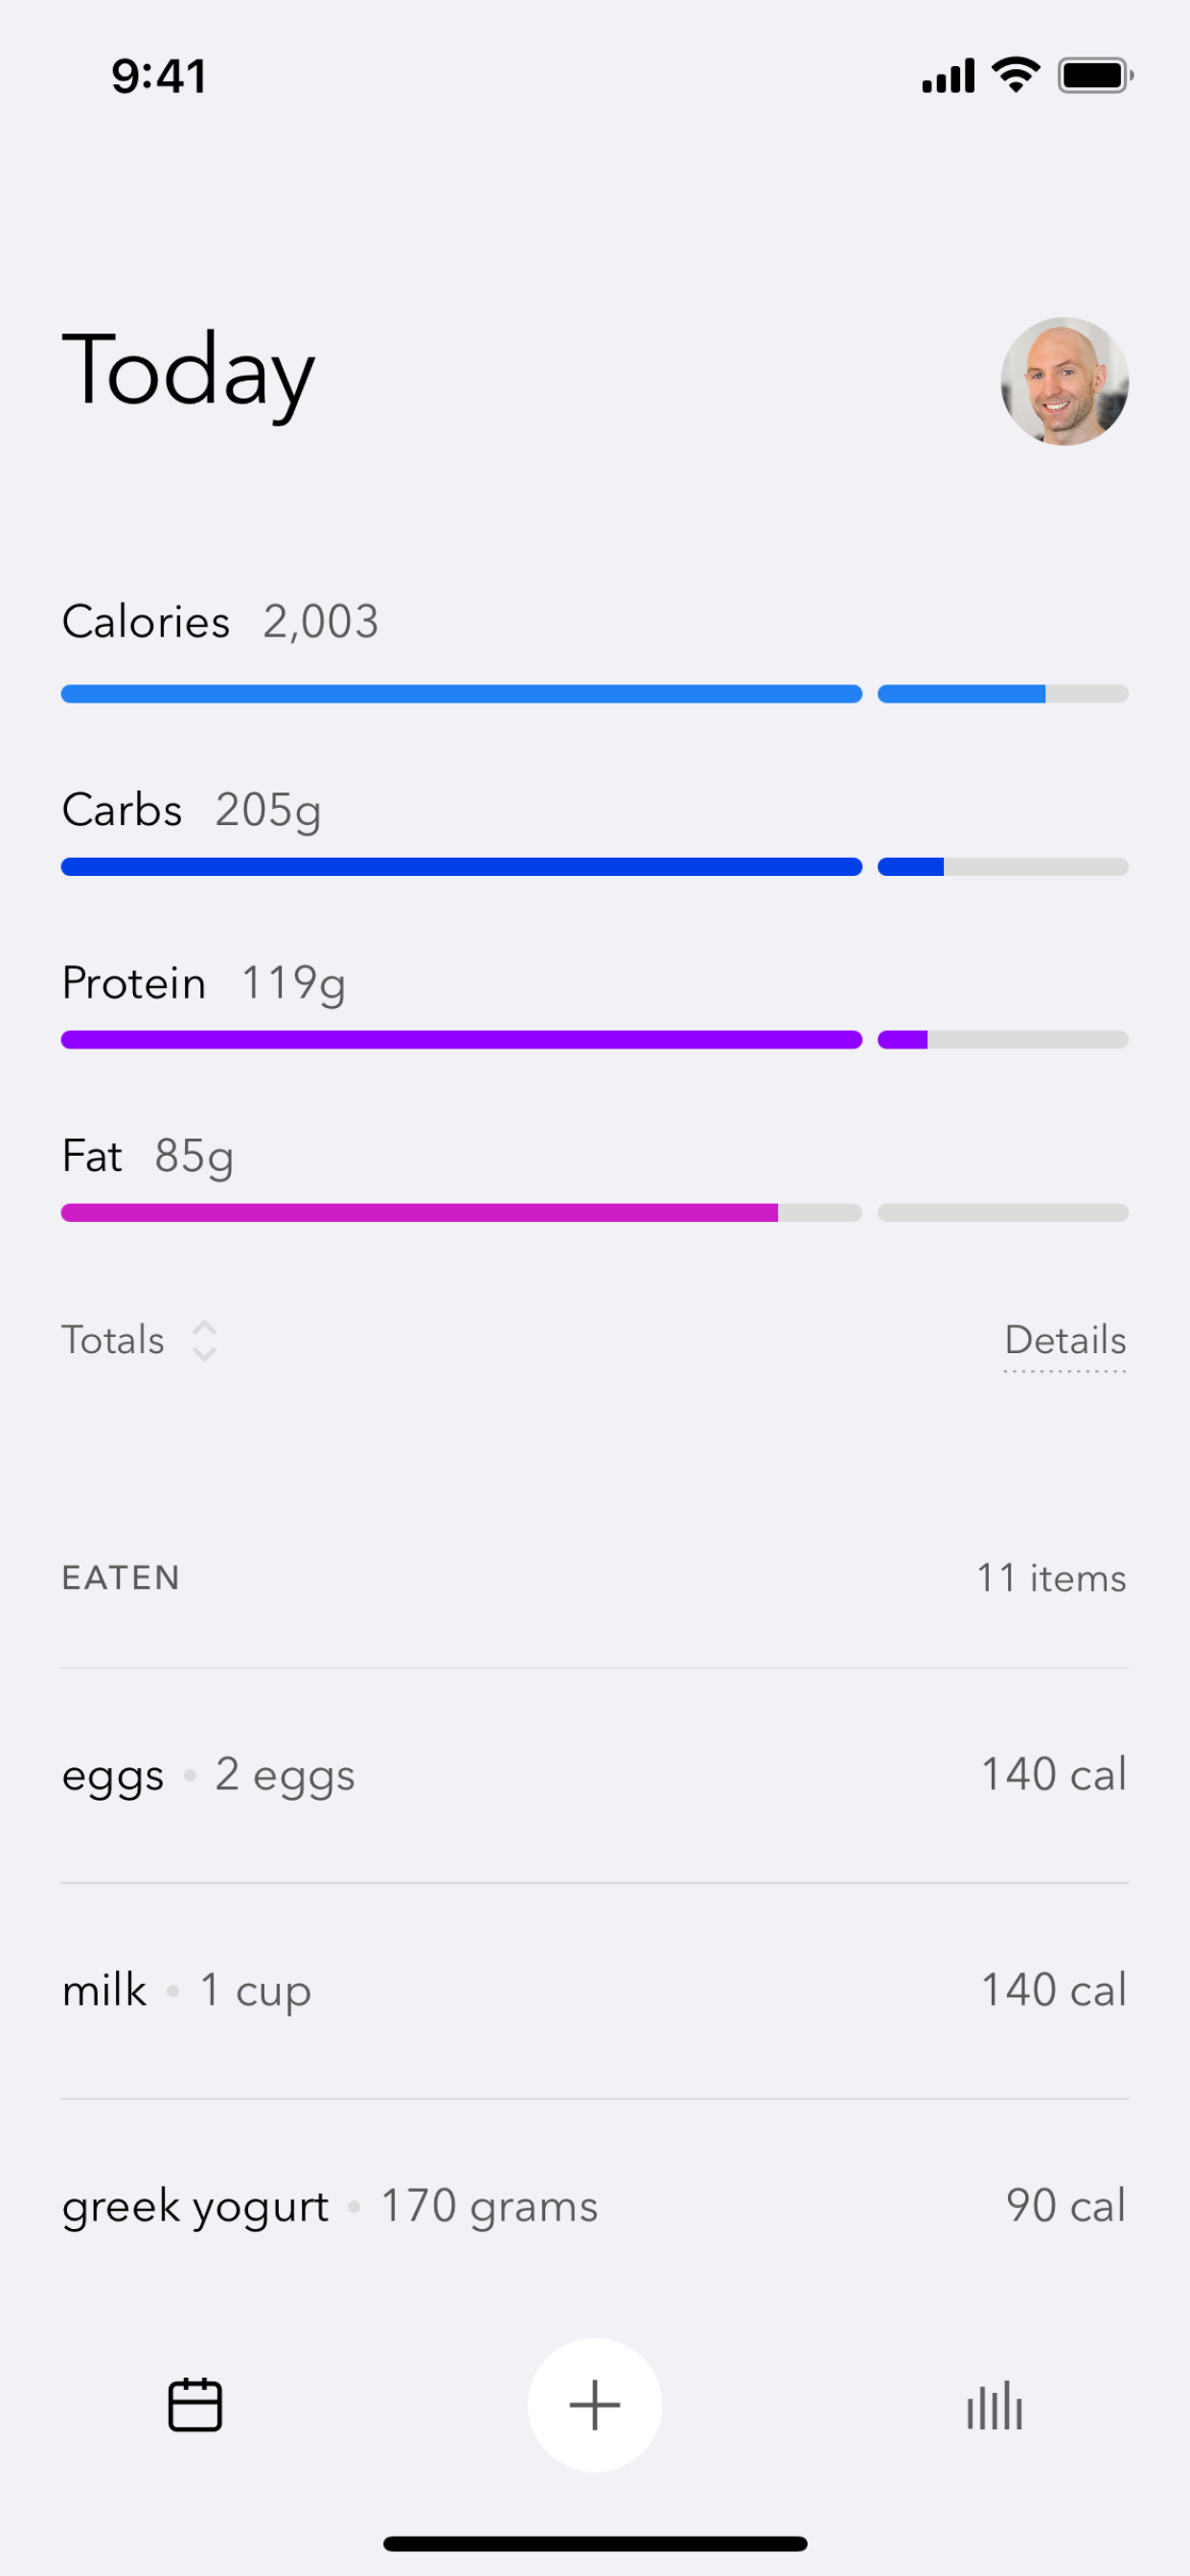 9:41
Today
Calories 2,003
Carbs 205g
Protein 119g
Fat 85g
Totals Details
EATEN 11 items
eggs • 2 eggs 140 cal
milk • 1 cup 140 cal
greek yogurt • 170 grams 90 cal